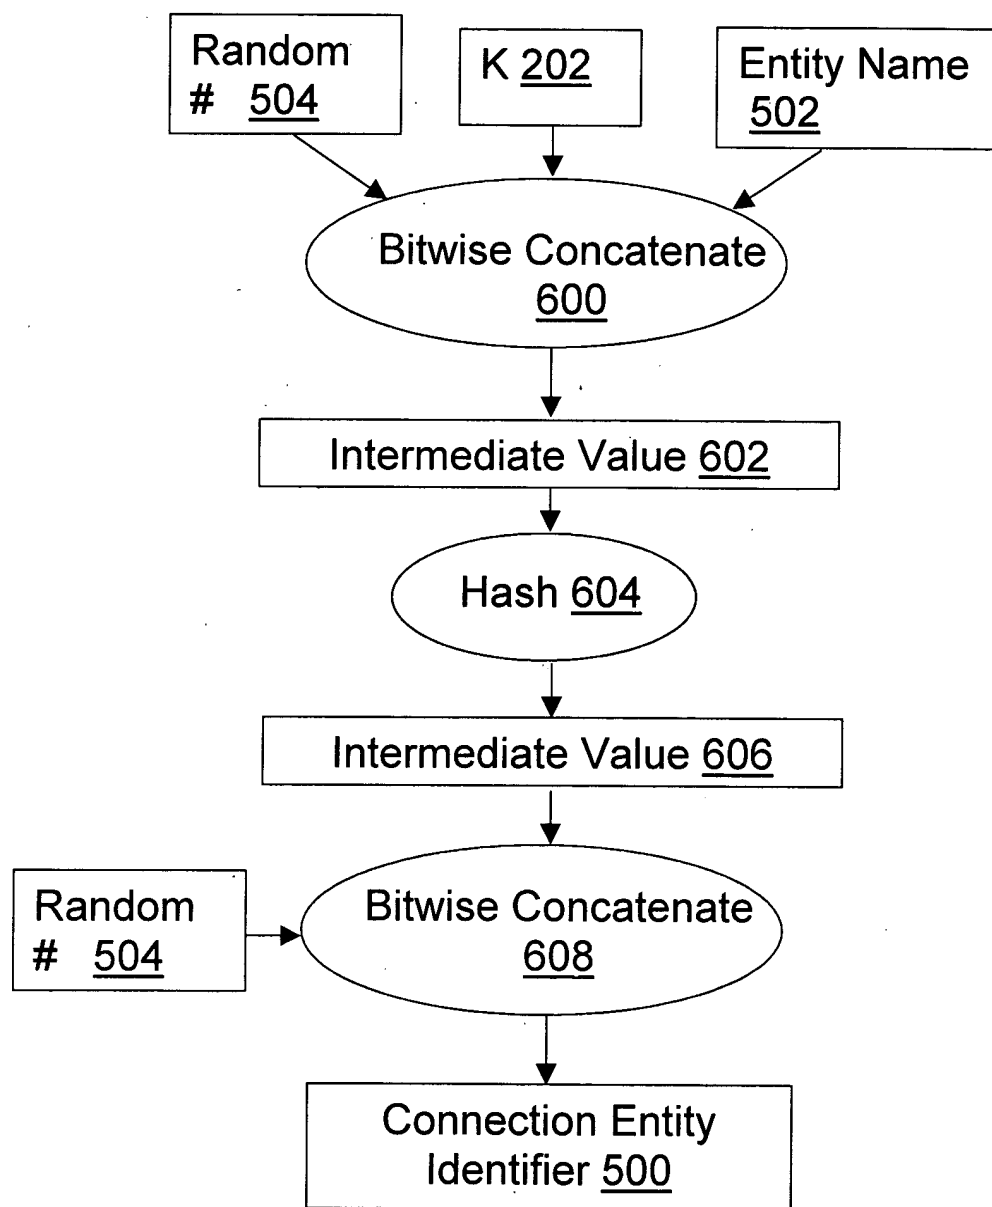 Random
# 504
K 202
Entity Name
502
Bitwise Concatenate
600
Intermediate Value 602
Hash 604
Intermediate Value 606
Random
# 504
Bitwise Concatenate
608
Connection Entity
Identifier 500